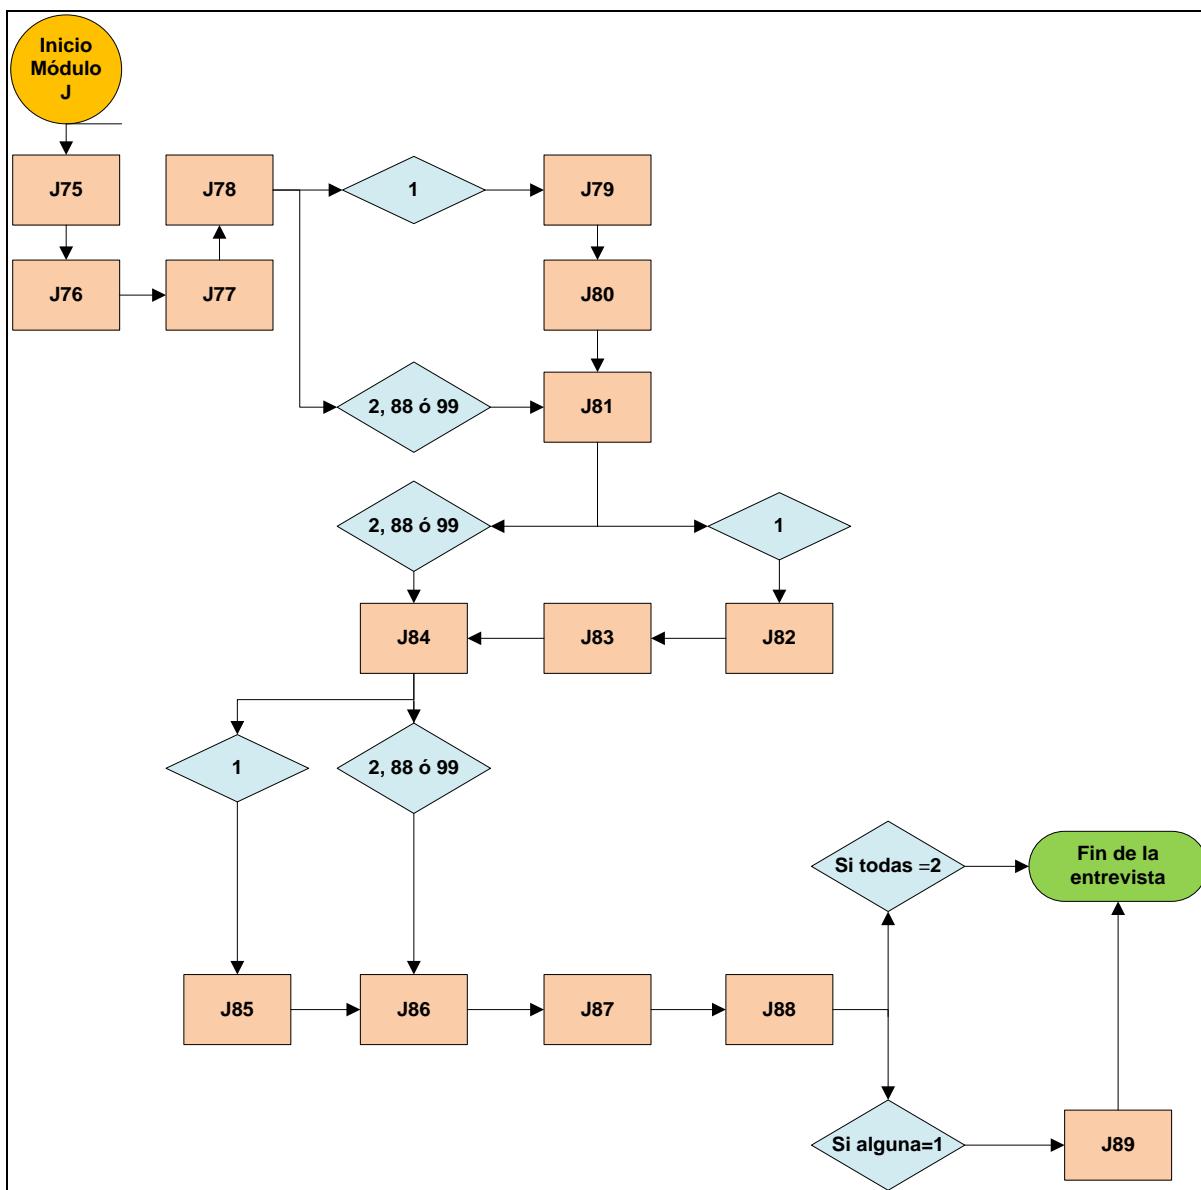 Inicio
Módulo
J
J75
J78
1
J79
J76
J77
J80
2, 88 ó 99
J81
2, 88 ó 99
1
J84
J83
J82
1
2, 88 ó 99
Si todas =2
Fin de la
entrevista
J85
J86
J87
J88
Si alguna=1
J89